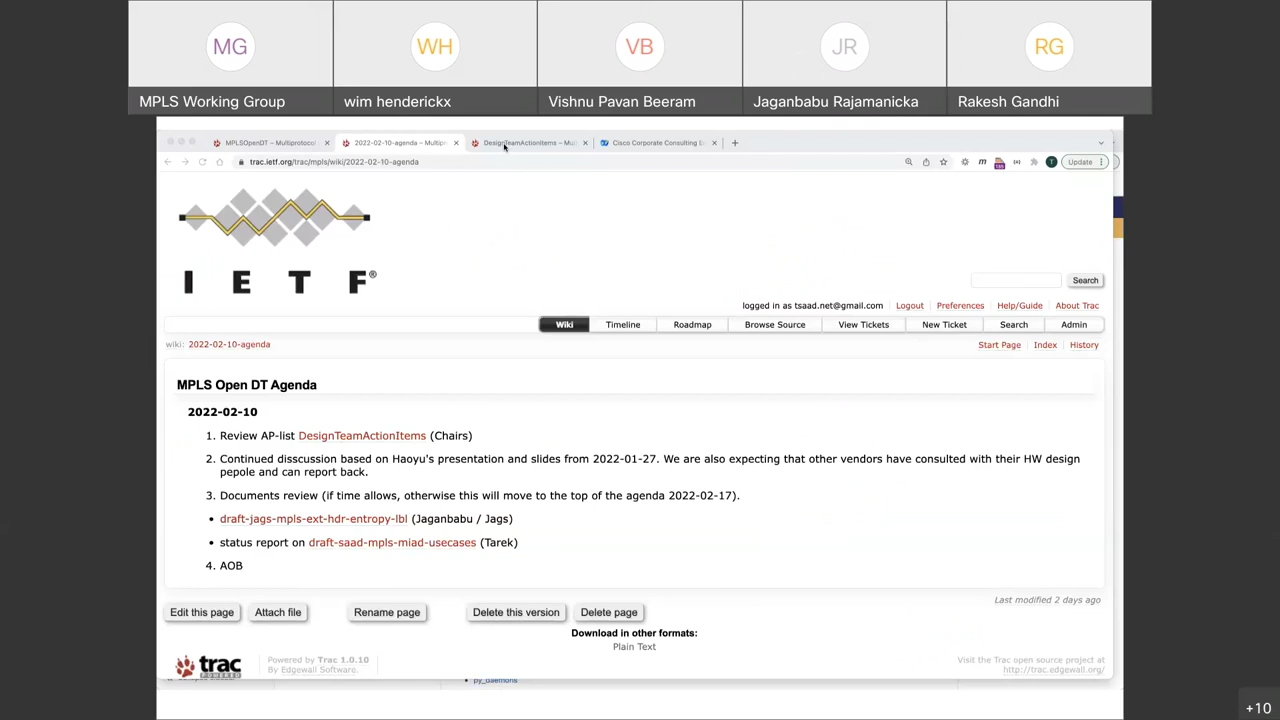 MG
WH
VB
JR
RG
MPLS Working Group
wim henderickx
Vishnu Pavan Beeram
Jaganbabu Rajamanicka
Rakesh Gandhi
MPLSOpenDT – Multiprotocol
2022-02-10-agenda – Multipr
DesignTeamActionItems – Mul
Cisco Corporate Consulting E
trac.ietf.org/trac/mpls/wiki/2022-02-10-agenda
T
Update
I E T F®
Search
logged in as tsaad.net@gmail.com
Logout
Preferences
Help/Guide
About Trac
Wiki
Timeline
Roadmap
Browse Source
View Tickets
New Ticket
Search
Admin
wiki: 2022-02-10-agenda
Start Page
Index
History
MPLS Open DT Agenda
2022-02-10
1. Review AP-list DesignTeamActionItems (Chairs)
2. Continued disscussion based on Haoyu's presentation and slides from 2022-01-27. We are also expecting that other vendors have consulted with their HW design
pepole and can report back.
3. Documents review (if time allows, otherwise this will move to the top of the agenda 2022-02-17).
• draft-jags-mpls-ext-hdr-entropy-lbl (Jaganbabu / Jags)
• status report on draft-saad-mpls-miad-usecases (Tarek)
4. AOB
Last modified 2 days ago
Edit this page
Attach file
Rename page
Delete this version
Delete page
Download in other formats:
Plain Text
trac
POWERED
Powered by Trac 1.0.10
By Edgewall Software.
Visit the Trac open source project at
http://trac.edgewall.org/
py_daemons
+10